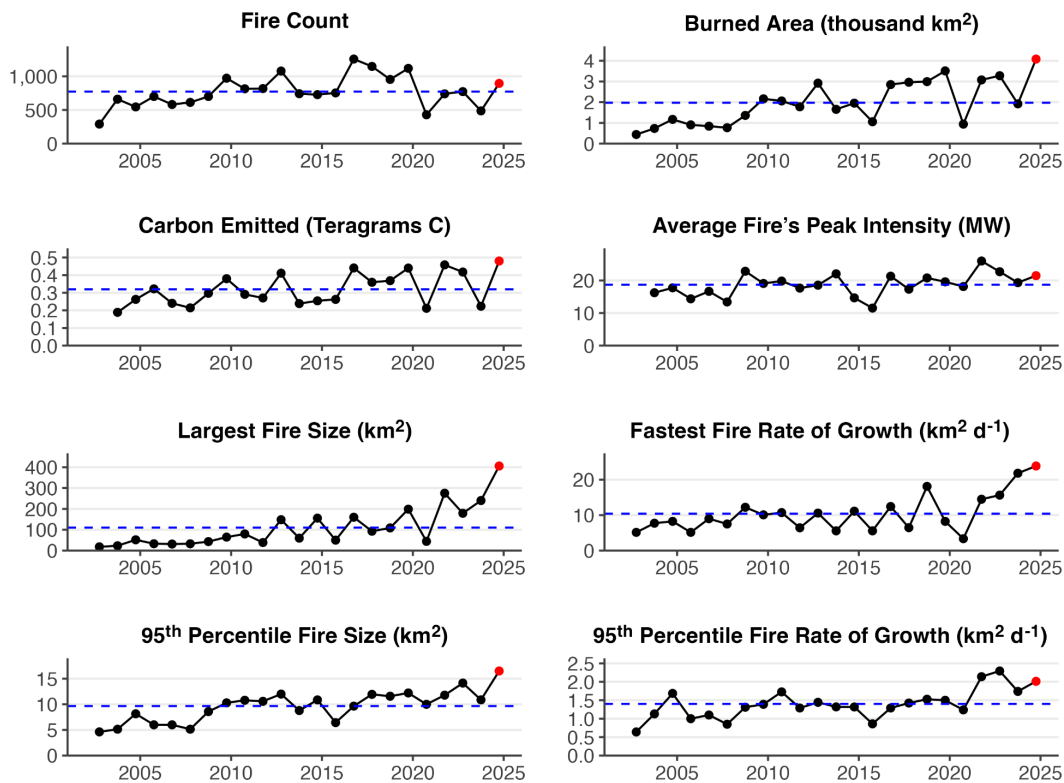 Fire Count
1,000
500
0
2005 2010 2015 2020 2025
Burned Area (thousand km²)
4
3
2
1
0
2005 2010 2015 2020 2025
Carbon Emitted (Teragrams C)
0.5
0.4
0.3
0.2
0.1
0.0
2005 2010 2015 2020 2025
Average Fire’s Peak Intensity (MW)
20
10
0
2005 2010 2015 2020 2025
Largest Fire Size (km²)
400
300
200
100
0
2005 2010 2015 2020 2025
Fastest Fire Rate of Growth (km² d⁻¹)
20
10
0
2005 2010 2015 2020 2025
95ᵗʰ Percentile Fire Size (km²)
15
10
5
0
2005 2010 2015 2020 2025
95ᵗʰ Percentile Fire Rate of Growth (km² d⁻¹)
2.5
2.0
1.5
1.0
0.5
0.0
2005 2010 2015 2020 2025